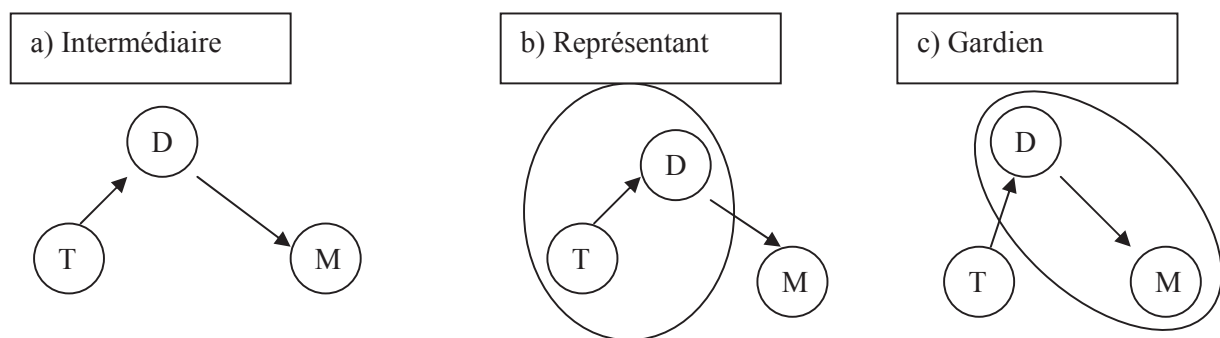 a) Intermédiaire
b) Représentant
c) Gardien
D
T
M
D
T
M
D
T
M